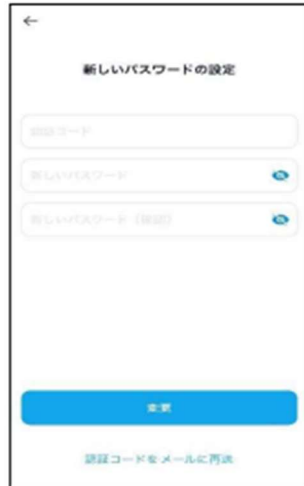 新しいパスワードの設定
認証コード
新しいパスワード
新しいパスワード（確認）
変更
認証コードをメールに再送